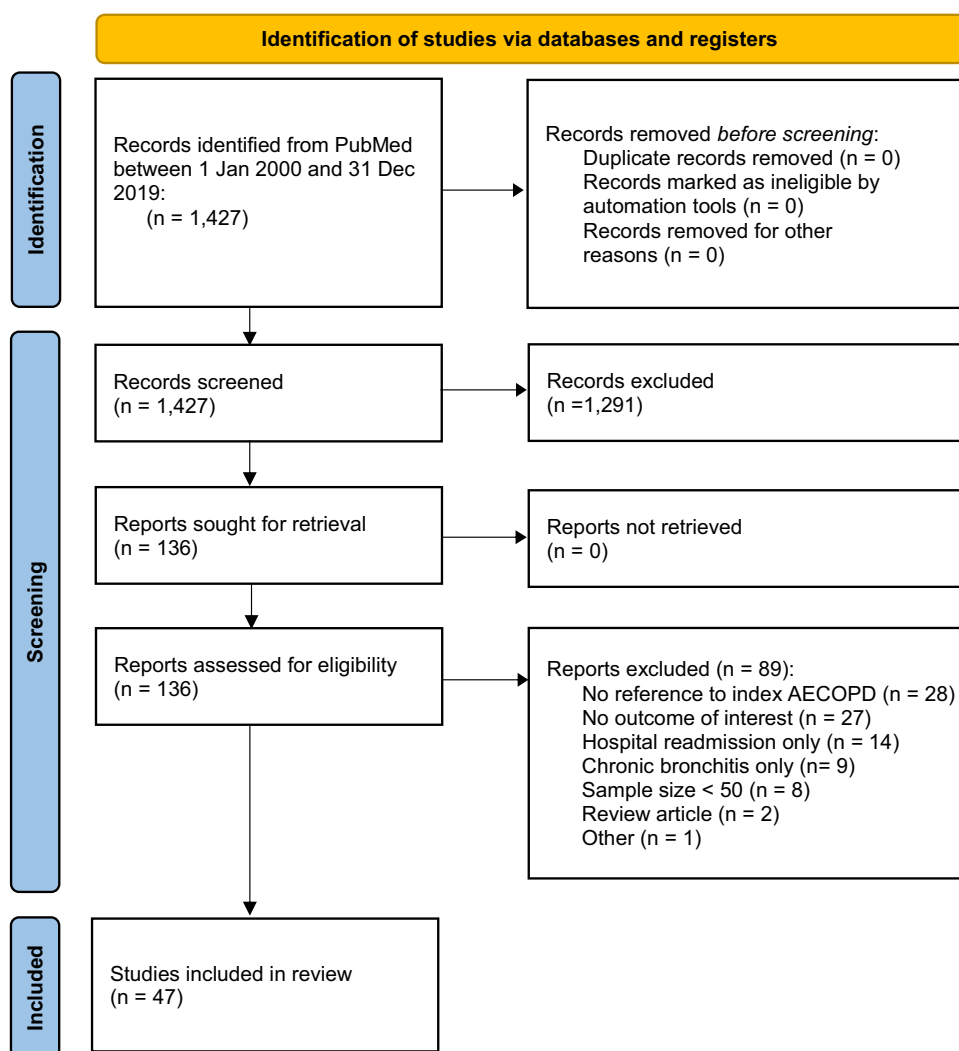 Identification of studies via databases and registers
Identification
Records identified from PubMed
between 1 Jan 2000 and 31 Dec
2019:
(n = 1,427)
Records removed before screening:
Duplicate records removed (n = 0)
Records marked as ineligible by
automation tools (n = 0)
Records removed for other
reasons (n = 0)
Screening
Records screened
(n = 1,427)
Records excluded
(n =1,291)
Reports sought for retrieval
(n = 136)
Reports not retrieved
(n = 0)
Reports assessed for eligibility
(n = 136)
Reports excluded (n = 89):
No reference to index AECOPD (n = 28)
No outcome of interest (n = 27)
Hospital readmission only (n = 14)
Chronic bronchitis only (n= 9)
Sample size < 50 (n = 8)
Review article (n = 2)
Other (n = 1)
Included
Studies included in review
(n = 47)